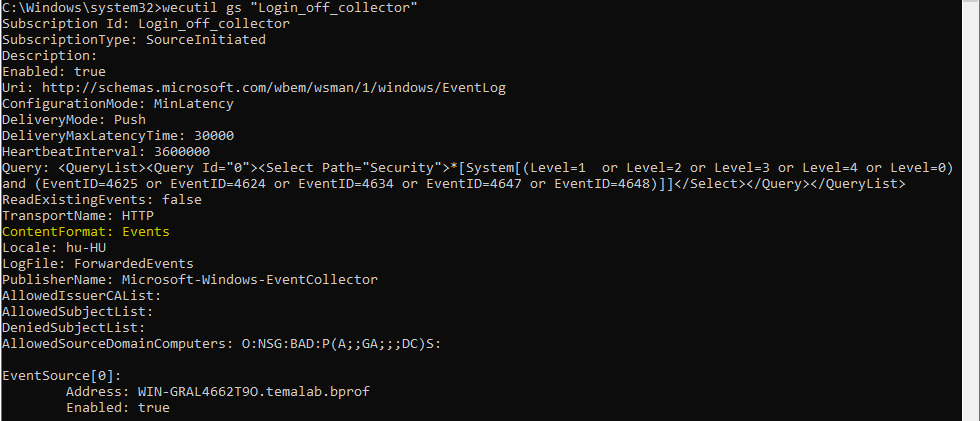 C:\Windows\system32>wecutil gs "Login_off_collector"
Subscription Id: Login_off_collector
SubscriptionType: SourceInitiated
Description:
Enabled: true
Uri: http://schemas.microsoft.com/wbem/wsman/1/windows/EventLog
ConfigurationMode: MinLatency
DeliveryMode: Push
DeliveryMaxLatencyTime: 30000
HeartbeatInterval: 3600000
Query: <QueryList><Query Id="0"><Select Path="Security">*[System[(Level=1  or Level=2 or Level=3 or Level=4 or Level=0)
and (EventID=4625 or EventID=4624 or EventID=4634 or EventID=4647 or EventID=4648)]]</Select></Query></QueryList>
ReadExistingEvents: false
TransportName: HTTP
ContentFormat: Events
Locale: hu-HU
LogFile: ForwardedEvents
PublisherName: Microsoft-Windows-EventCollector
AllowedIssuerCAList:
AllowedSubjectList:
DeniedSubjectList:
AllowedSourceDomainComputers: O:NSG:BAD:P(A;;GA;;;DC)S:
EventSource[0]:
Address: WIN-GRAL4662T9O.temalab.bprof
Enabled: true